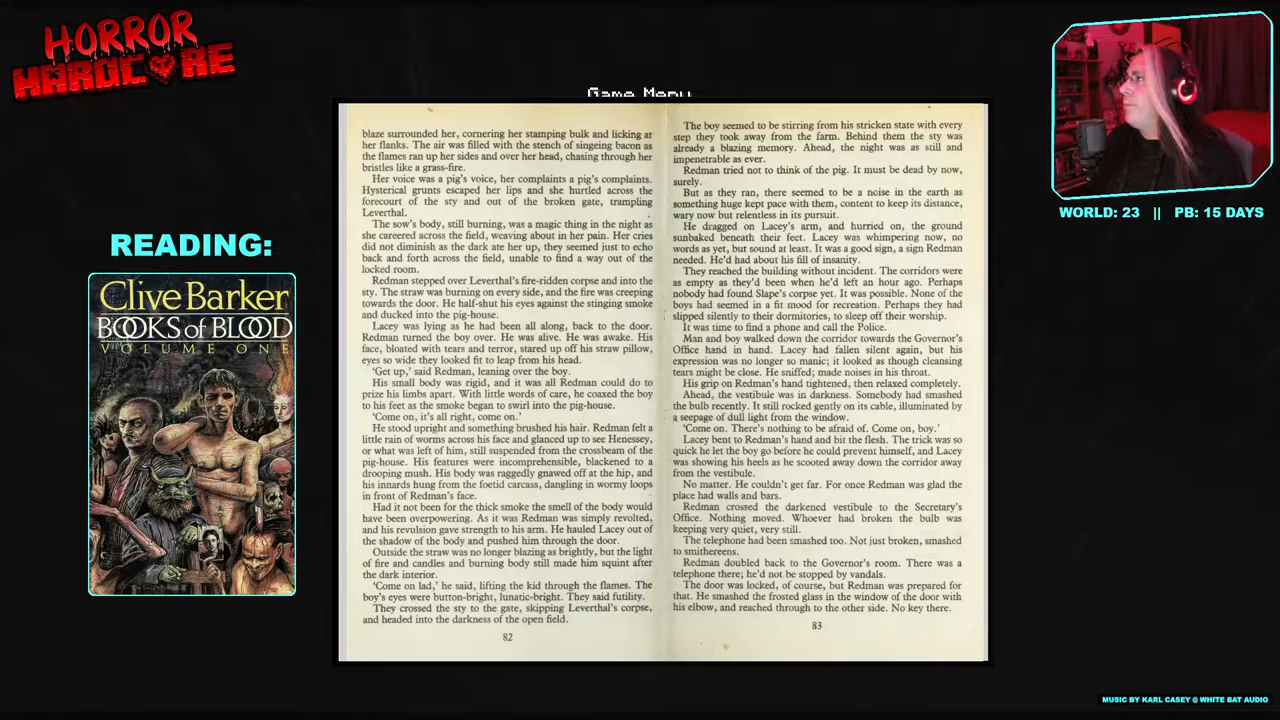 HORROR
HARDCORE
Game Menu
READING:
Clive Barker
BOOKS of BLOOD
VOLUME ONE
blaze surrounded her, cornering her stamping bulk and licking at
her flanks. The air was filled with the stench of singeing bacon as
the flames ran up her sides and over her head, chasing through her
bristles like a grass-fire.
Her voice was a pig's voice, her complaints a pig's complaints.
Hysterical grunts escaped her lips and she hurtled across the
forecourt of the sty and out of the broken gate, trampling
Leverthal.
The sow's body, still burning, was a magic thing in the night as
she careered across the field, weaving about in her pain. Her cries
did not diminish as the dark ate her up, they seemed just to echo
back and forth across the field, unable to find a way out of the
locked room.
Redman stepped over Leverthal's fire-ridden corpse and into the
sty. The straw was burning on every side, and the fire was creeping
towards the door. He half-shut his eyes against the stinging smoke
and ducked into the pig-house.
Lacey was lying as he had been all along, back to the door.
Redman turned the boy over. He was alive. He was awake. His
face, bloated with tears and terror, stared up off his straw pillow,
eyes so wide they looked fit to leap from his head.
'Get up,' said Redman, leaning over the boy.
His small body was rigid, and it was all Redman could do to
prize his limbs apart. With little words of care, he coaxed the boy
to his feet as the smoke began to swirl into the pig-house.
'Come on, it's all right, come on.'
He stood upright and something brushed his hair. Redman felt a
little rain of worms across his face and glanced up to see Henessey,
or what was left of him, still suspended from the crossbeam of the
pig-house. His features were incomprehensible, blackened to a
drooping mush. His body was raggedly gnawed off at the hip, and
his innards hung from the foetid carcass, dangling in wormy loops
in front of Redman's face.
Had it not been for the thick smoke the smell of the body would
have been overpowering. As it was Redman was simply revolted,
and his revulsion gave strength to his arm. He hauled Lacey out of
the shadow of the body and pushed him through the door.
Outside the straw was no longer blazing as brightly, but the light
of fire and candles and burning body still made him squint after
the dark interior.
'Come on lad,' he said, lifting the kid through the flames. The
boy's eyes were button-bright, lunatic-bright. They said futility.
They crossed the sty to the gate, skipping Leverthal's corpse,
and headed into the darkness of the open field.
82
The boy seemed to be stirring from his stricken state with every
step they took away from the farm. Behind them the sty was
already a blazing memory. Ahead, the night was as still and
impenetrable as ever.
Redman tried not to think of the pig. It must be dead by now,
surely.
But as they ran, there seemed to be a noise in the earth as
something huge kept pace with them, content to keep its distance,
wary now but relentless in its pursuit.
He dragged on Lacey's arm, and hurried on, the ground
sunbaked beneath their feet. Lacey was whimpering now, no
words as yet, but sound at least. It was a good sign, a sign Redman
needed. He'd had about his fill of insanity.
They reached the building without incident. The corridors were
as empty as they'd been when he'd left an hour ago. Perhaps
nobody had found Slape's corpse yet. It was possible. None of the
boys had seemed in a fit mood for recreation. Perhaps they had
slipped silently to their dormitories, to sleep off their worship.
It was time to find a phone and call the Police.
Man and boy walked down the corridor towards the Governor's
Office hand in hand. Lacey had fallen silent again, but his
expression was no longer so manic; it looked as though cleansing
tears might be close. He sniffed; made noises in his throat.
His grip on Redman's hand tightened, then relaxed completely.
Ahead, the vestibule was in darkness. Somebody had smashed
the bulb recently. It still rocked gently on its cable, illuminated by
a seepage of dull light from the window.
'Come on. There's nothing to be afraid of. Come on, boy.'
Lacey bent to Redman's hand and bit the flesh. The trick was so
quick he let the boy go before he could prevent himself, and Lacey
was showing his heels as he scooted away down the corridor away
from the vestibule.
No matter. He couldn't get far. For once Redman was glad the
place had walls and bars.
Redman crossed the darkened vestibule to the Secretary's
Office. Nothing moved. Whoever had broken the bulb was
keeping very quiet, very still.
The telephone had been smashed too. Not just broken, smashed
to smithereens.
Redman doubled back to the Governor's room. There was a
telephone there; he'd not be stopped by vandals.
The door was locked, of course, but Redman was prepared for
that. He smashed the frosted glass in the window of the door with
his elbow, and reached through to the other side. No key there.
83
WORLD: 23 || PB: 15 DAYS
MUSIC BY KARL CASEY @ WHITE BAT AUDIO